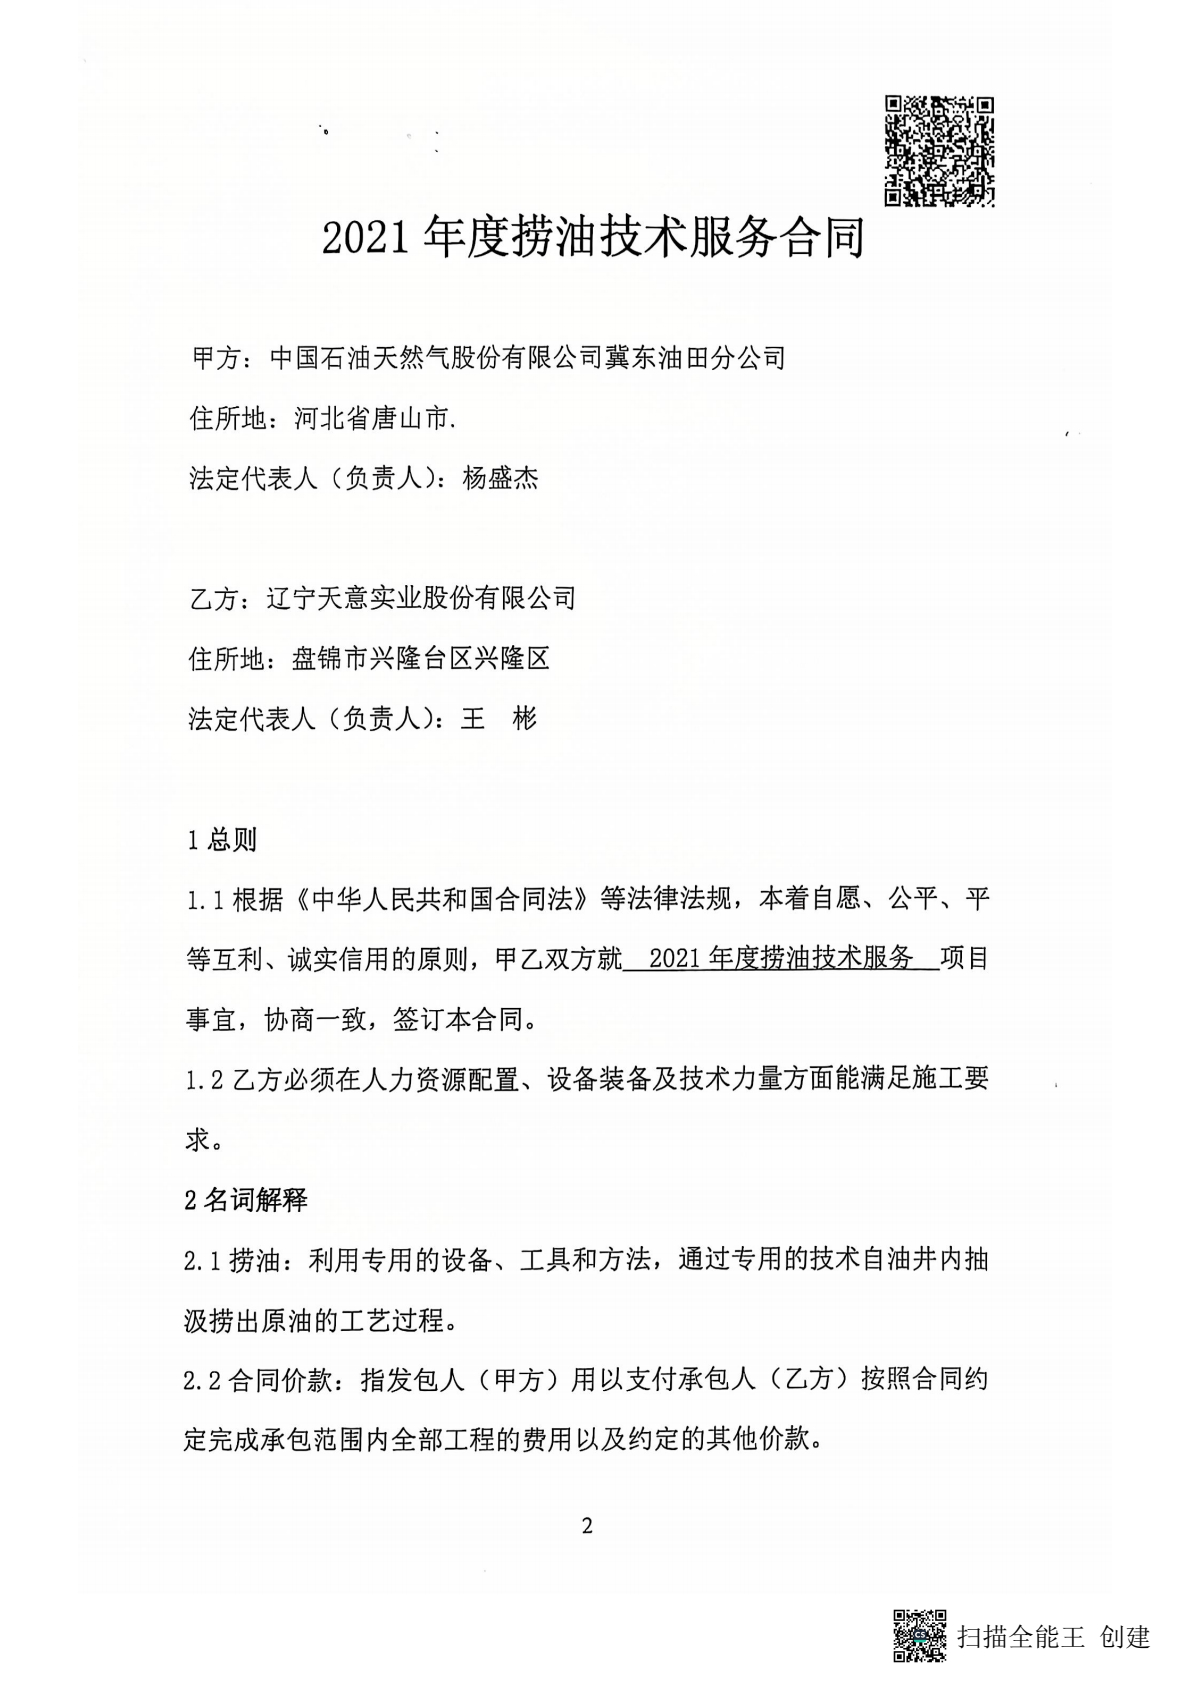 2021 年度捞油技术服务合同
甲方：中国石油天然气股份有限公司冀东油田分公司
住所地：河北省唐山市.
法定代表人（负责人）：杨盛杰
乙方：辽宁天意实业股份有限公司
住所地：盘锦市兴隆台区兴隆区
法定代表人（负责人）：王　彬
1 总则
1.1 根据《中华人民共和国合同法》等法律法规，本着自愿、公平、平
等互利、诚实信用的原则，甲乙双方就  2021 年度捞油技术服务  项目
事宜，协商一致，签订本合同。
1.2 乙方必须在人力资源配置、设备装备及技术力量方面能满足施工要
求。
2 名词解释
2.1 捞油：利用专用的设备、工具和方法，通过专用的技术自油井内抽
汲捞出原油的工艺过程。
2.2 合同价款：指发包人（甲方）用以支付承包人（乙方）按照合同约
定完成承包范围内全部工程的费用以及约定的其他价款。
2
扫描全能王 创建